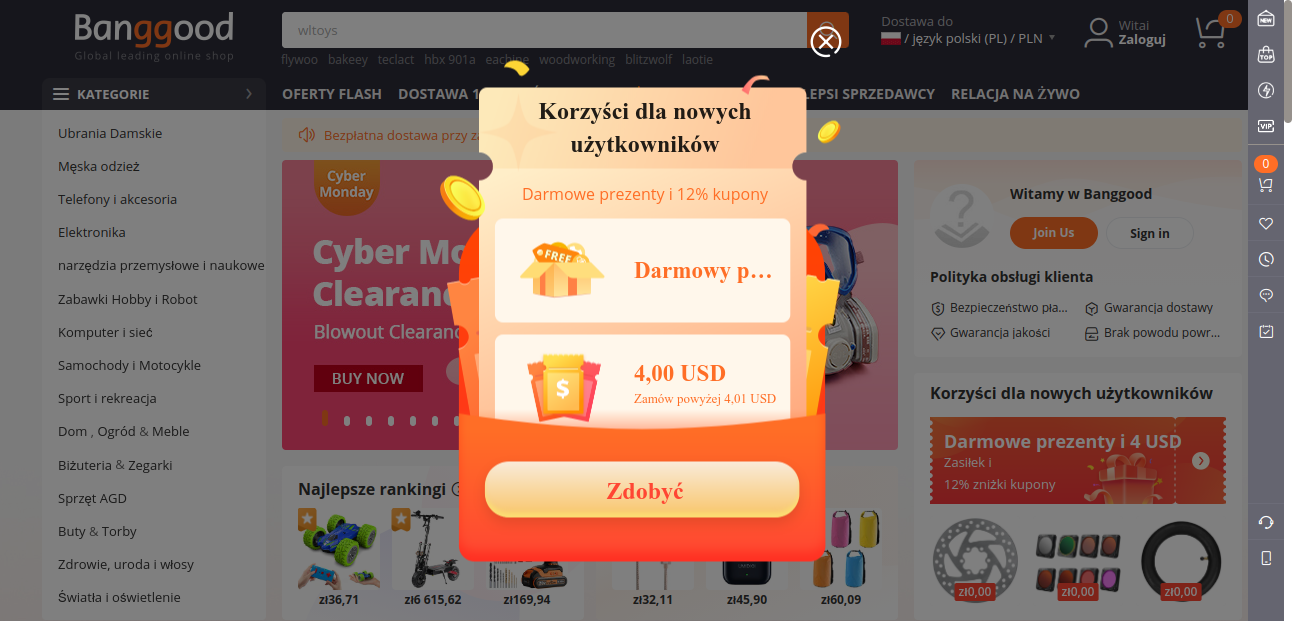 Banggood
Global leading online shop
wltoys
flywoo bakeey teclact hbx 901a eachine woodworking blitzwolf laotie
Dostawa do
/ język polski (PL) / PLN
Witaj
Zaloguj
0
KATEGORIE
OFERTY FLASH DOSTAWA LEPSI SPRZEDAWCY RELACJA NA ŻYWO
NEW
TOP
VIP
0
Ubrania Damskie
Męska odzież
Telefony i akcesoria
Elektronika
narzędzia przemysłowe i naukowe
Zabawki Hobby i Robot
Komputer i sieć
Samochody i Motocykle
Sport i rekreacja
Dom , Ogród & Meble
Biżuteria & Zegarki
Sprzęt AGD
Buty & Torby
Zdrowie, uroda i włosy
Światła i oświetlenie
Bezpłatna dostawa przy
Cyber
Monday
Cyber Mo
Clearanc
Blowout Clearanc
BUY NOW
Korzyści dla nowych
użytkowników
Darmowe prezenty i 12% kupony
FREE
Darmowy p...
$
4,00 USD
Zamów powyżej 4,01 USD
Zdobyć
Najlepsze rankingi
zł36,71
zł6 615,62
zł169,94
zł32,11
zł45,90
zł60,09
Witamy w Banggood
Join Us
Sign in
Polityka obsługi klienta
Bezpieczeństwo pła...
Gwarancja dostawy
Gwarancja jakości
Brak powodu powr...
Korzyści dla nowych użytkowników
Darmowe prezenty i 4 USD
Zasiłek i
12% zniżki kupony
zł0,00
zł0,00
zł0,00